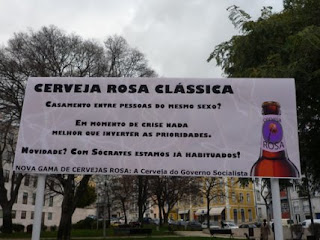 CERVEJA ROSA CLÁSSICA
CASAMENTO ENTRE PESSOAS DO MESMO SEXO?
EM MOMENTO DE CRISE NADA
MELHOR QUE INVERTER AS PRIORIDADES.
NOVIDADE? COM SÓCRATES ESTAMOS JÁ HABITUADOS!
NOVA GAMA DE CERVEJAS ROSA: A Cerveja do Governo Socialista
ROSA